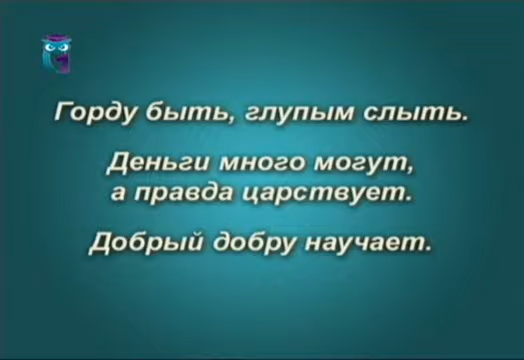 Горду быть, глупым слыть.
Деньги много могут,
а правда царствует.
Добрый добру научает.